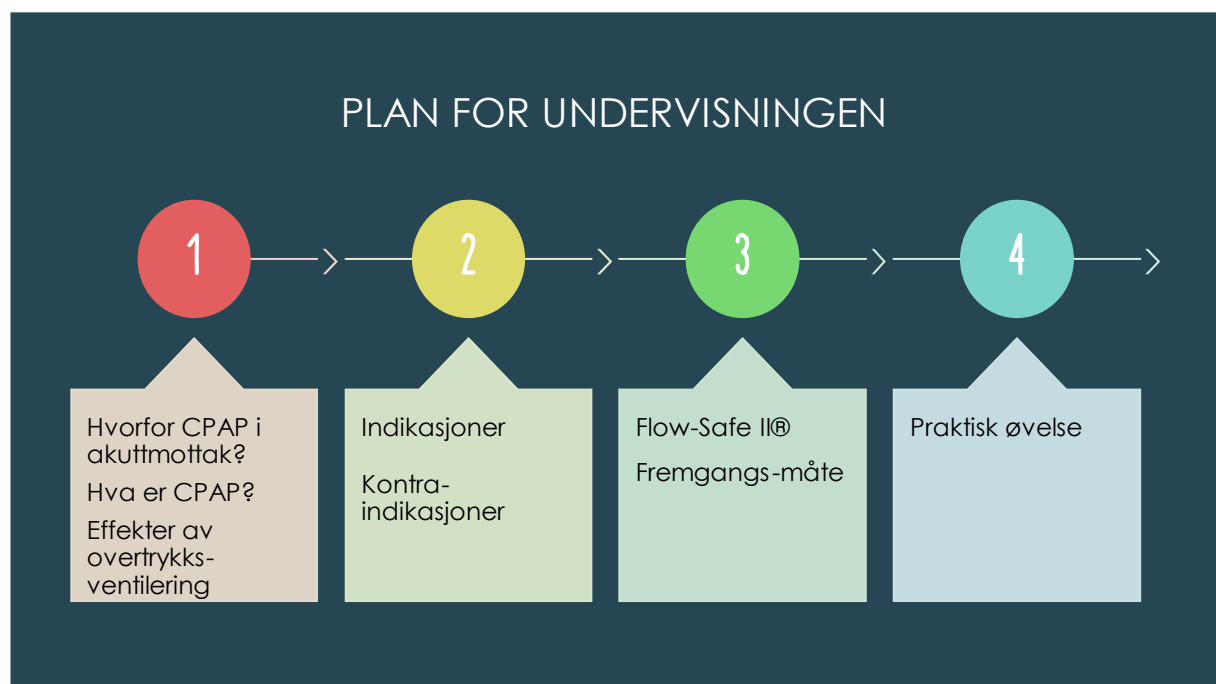 PLAN FOR UNDERVISNINGEN
1
2
3
4
Hvorfor CPAP i
akuttmottak?
Hva er CPAP?
Effekter av
overtrykks-
ventilering
Indikasjoner
Kontra-
indikasjoner
Flow-Safe II®
Fremgangs-måte
Praktisk øvelse